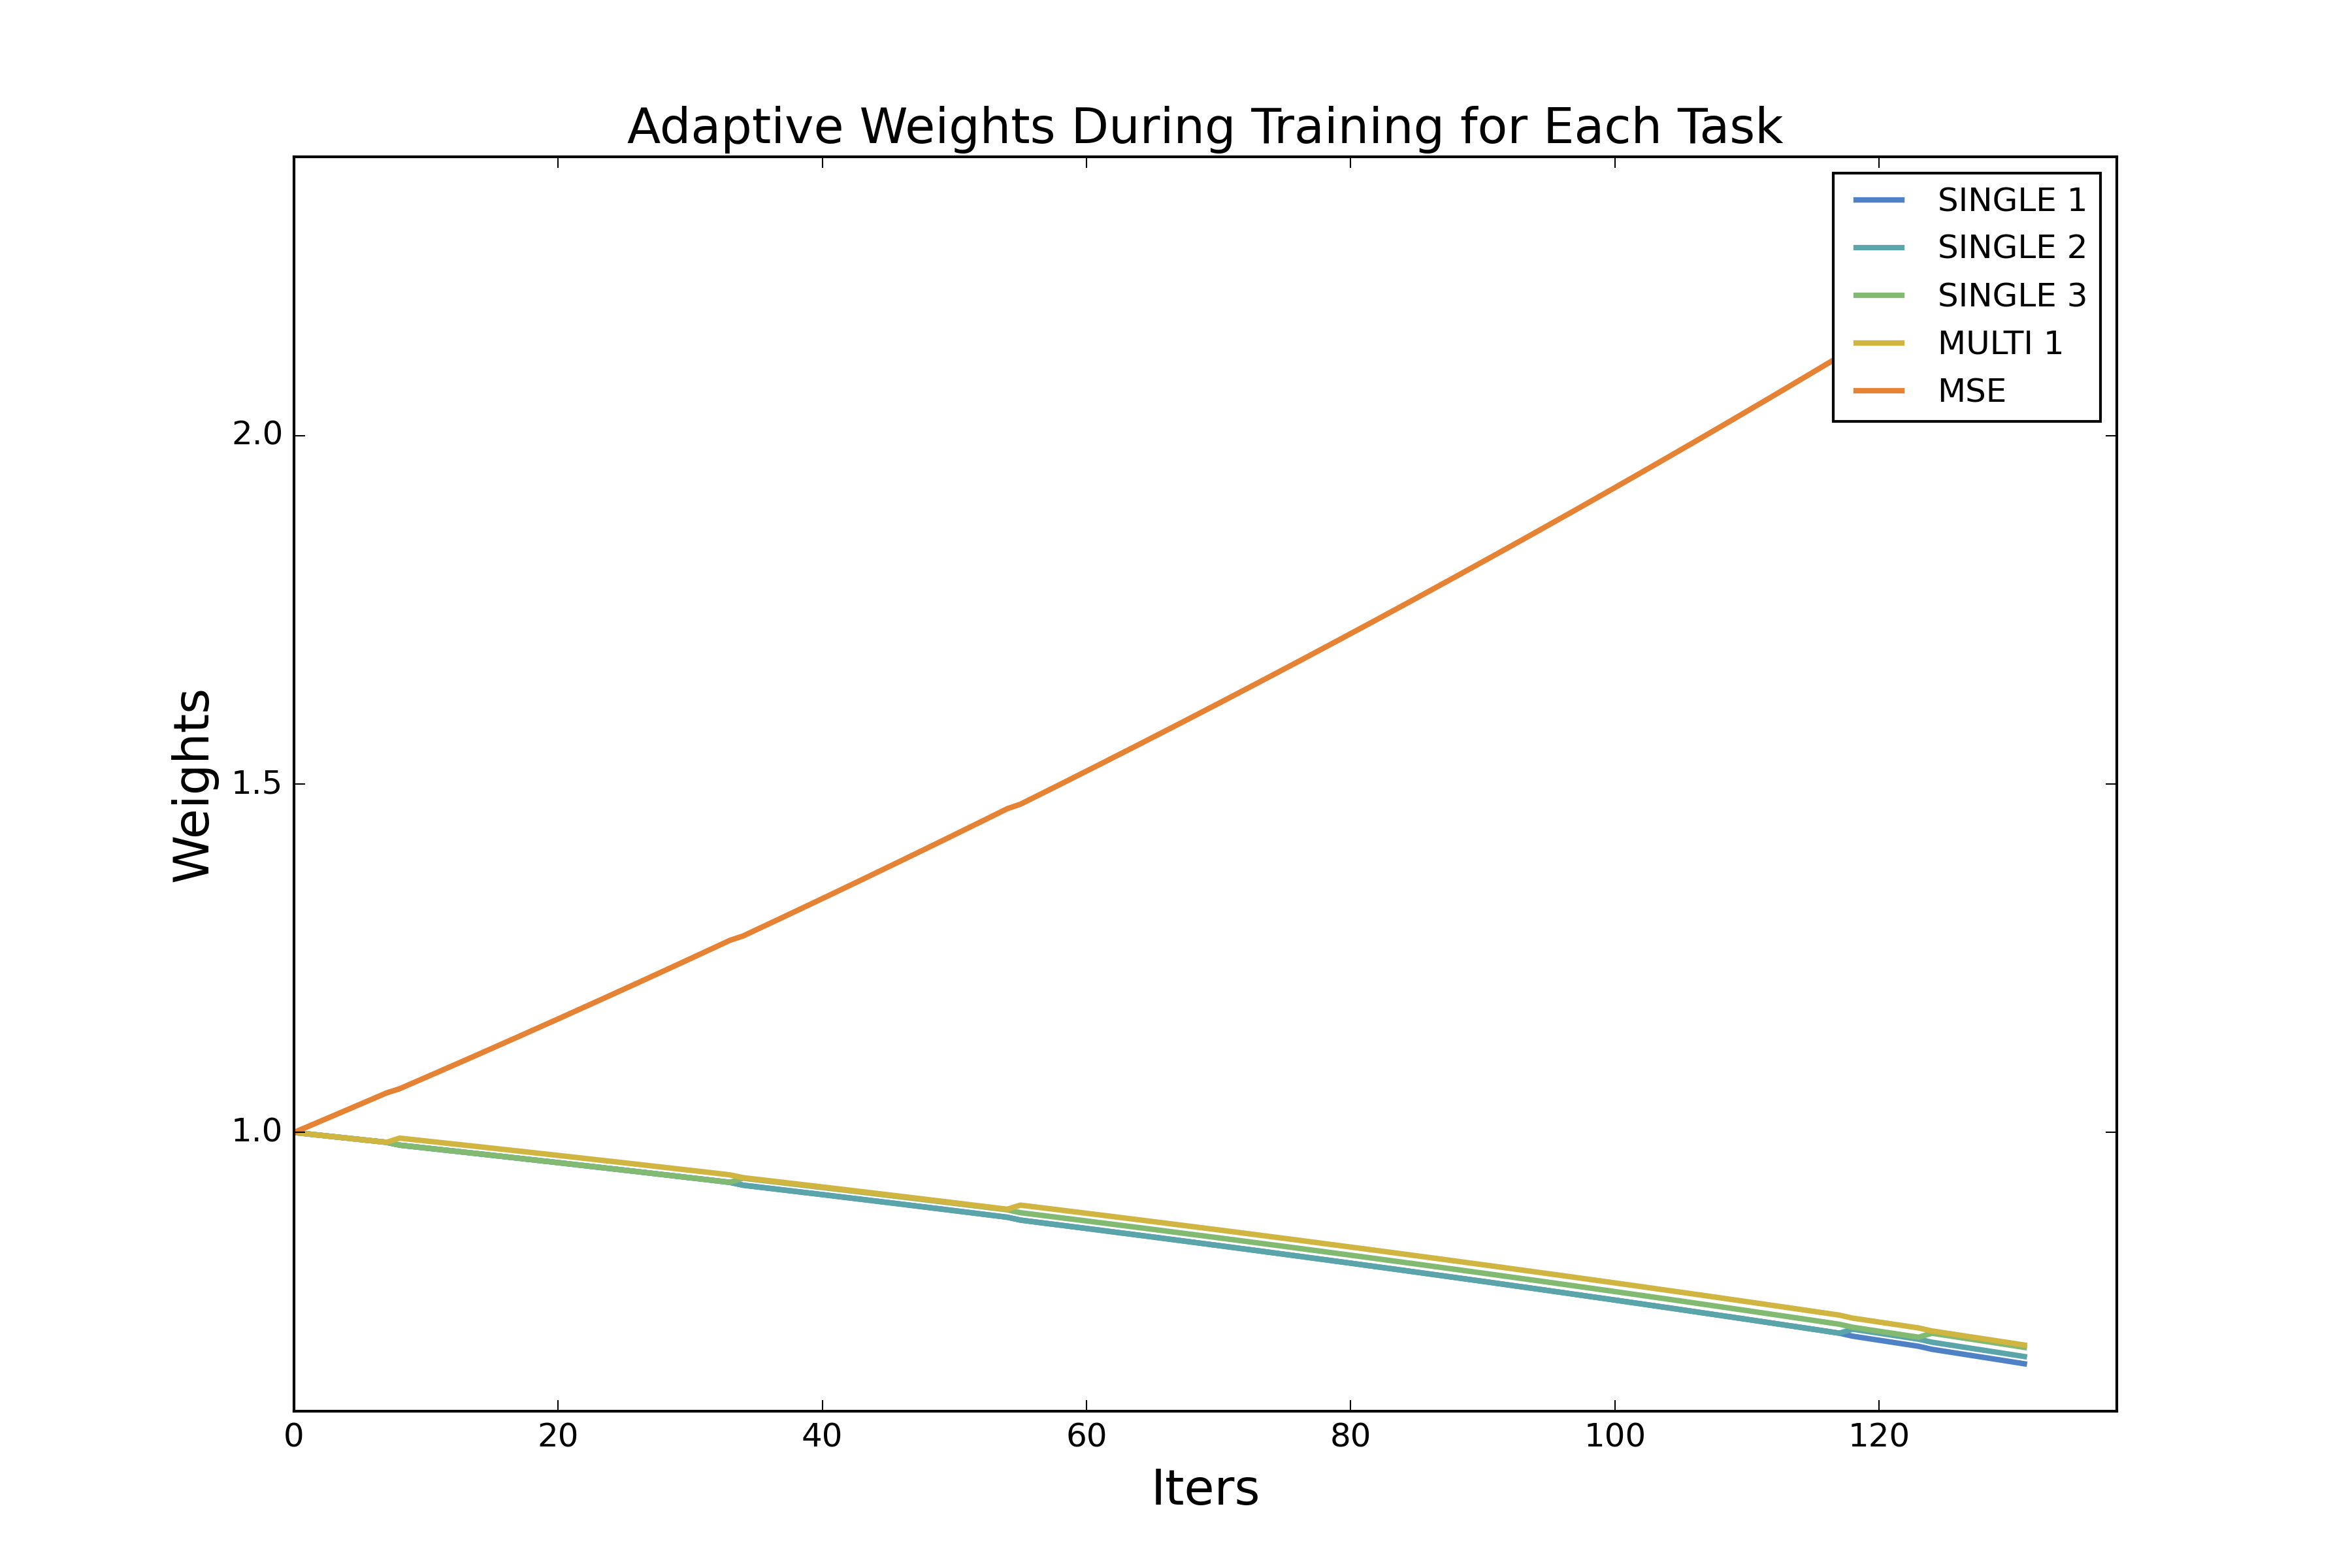 Adaptive Weights During Training for Each Task
SINGLE 1
SINGLE 2
SINGLE 3
MULTI 1
MSE
2.0
1.5
1.0
Weights
0 20 40 60 80 100 120
Iters